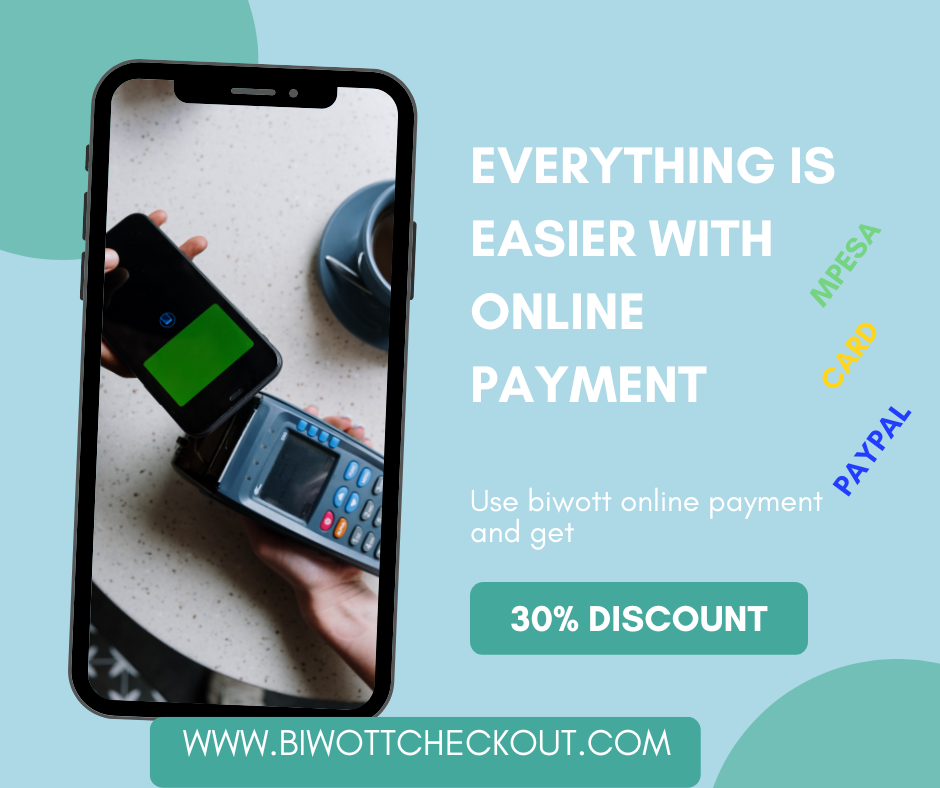 EVERYTHING IS
EASIER WITH
ONLINE
PAYMENT
MPESA
CARD
PAYPAL
Use biwott online payment
and get
30% DISCOUNT
WWW.BIWOTTCHECKOUT.COM